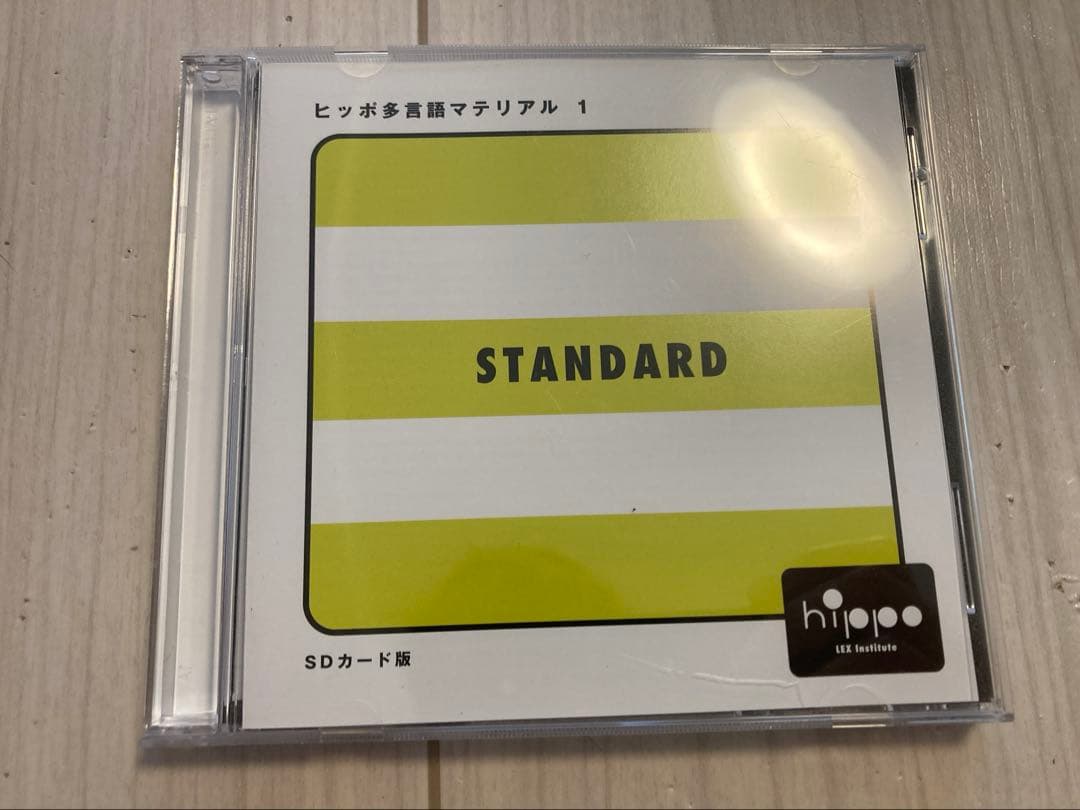 ヒッポ多言語マテリアル 1
STANDARD
hippo
LEX Institute
SDカード版